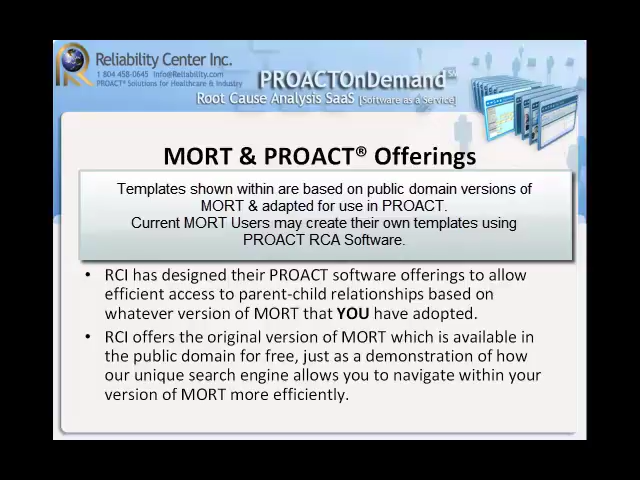 Reliability Center Inc.
1 804 458-0645 Info@Reliability.com
PROACT® Solutions for Healthcare & Industry
PROACTOnDemand℠
Root Cause Analysis SaaS [Software as a Service]
MORT & PROACT® Offerings
Templates shown within are based on public domain versions of
MORT & adapted for use in PROACT.
Current MORT Users may create their own templates using
PROACT RCA Software.
• RCI has designed their PROACT software offerings to allow
efficient access to parent-child relationships based on
whatever version of MORT that YOU have adopted.
• RCI offers the original version of MORT which is available in
the public domain for free, just as a demonstration of how
our unique search engine allows you to navigate within your
version of MORT more efficiently.